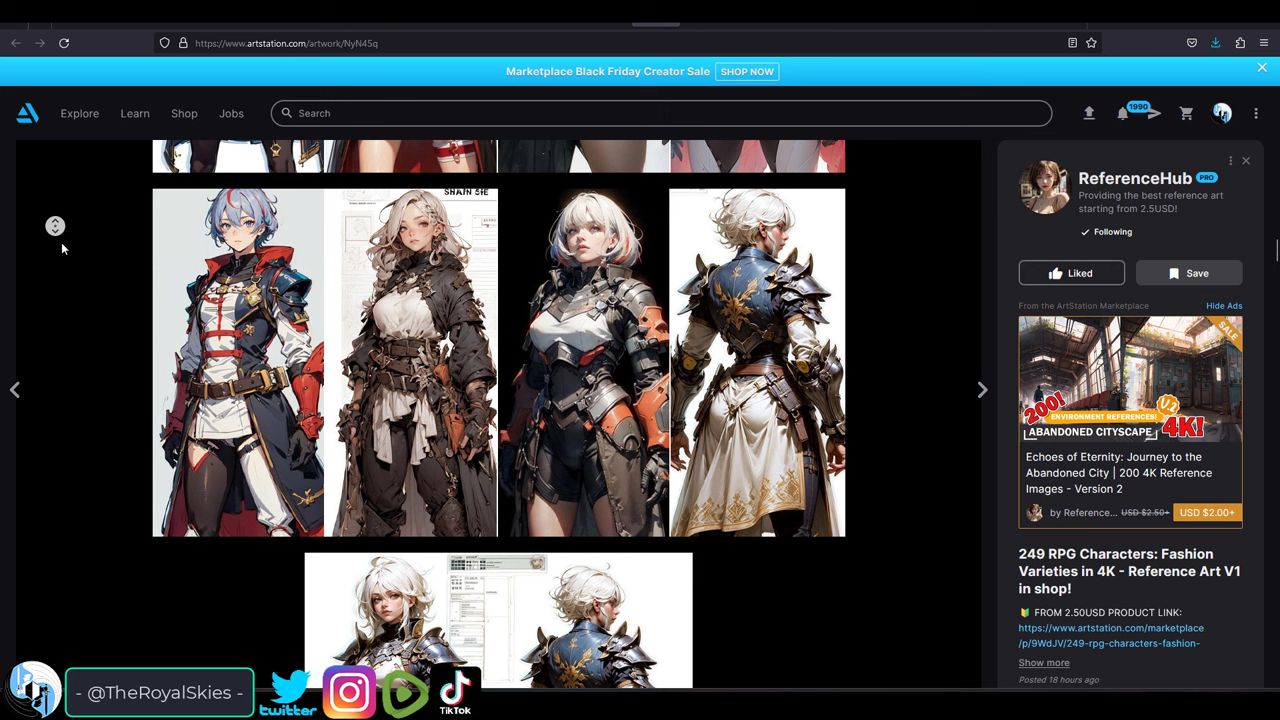 https://www.artstation.com/artwork/NyN45q
Marketplace Black Friday Creator Sale SHOP NOW
Explore Learn Shop Jobs Search 1990
ReferenceHub PRO
Providing the best reference art
starting from 2.5USD!
Following
Liked Save
From the ArtStation Marketplace Hide Ads
SALE
200! V2
ENVIRONMENT REFERENCES!
ABANDONED CITYSCAPE 4K!
Echoes of Eternity: Journey to the
Abandoned City | 200 4K Reference
Images - Version 2
by Reference... USD $2.50+ USD $2.00+
249 RPG Characters: Fashion
Varieties in 4K - Reference Art V1
in shop!
🔰 FROM 2.50USD PRODUCT LINK:
https://www.artstation.com/marketplace
/p/9WdJV/249-rpg-characters-fashion-
Show more
Posted 18 hours ago
- @TheRoyalSkies -
twitter
TikTok